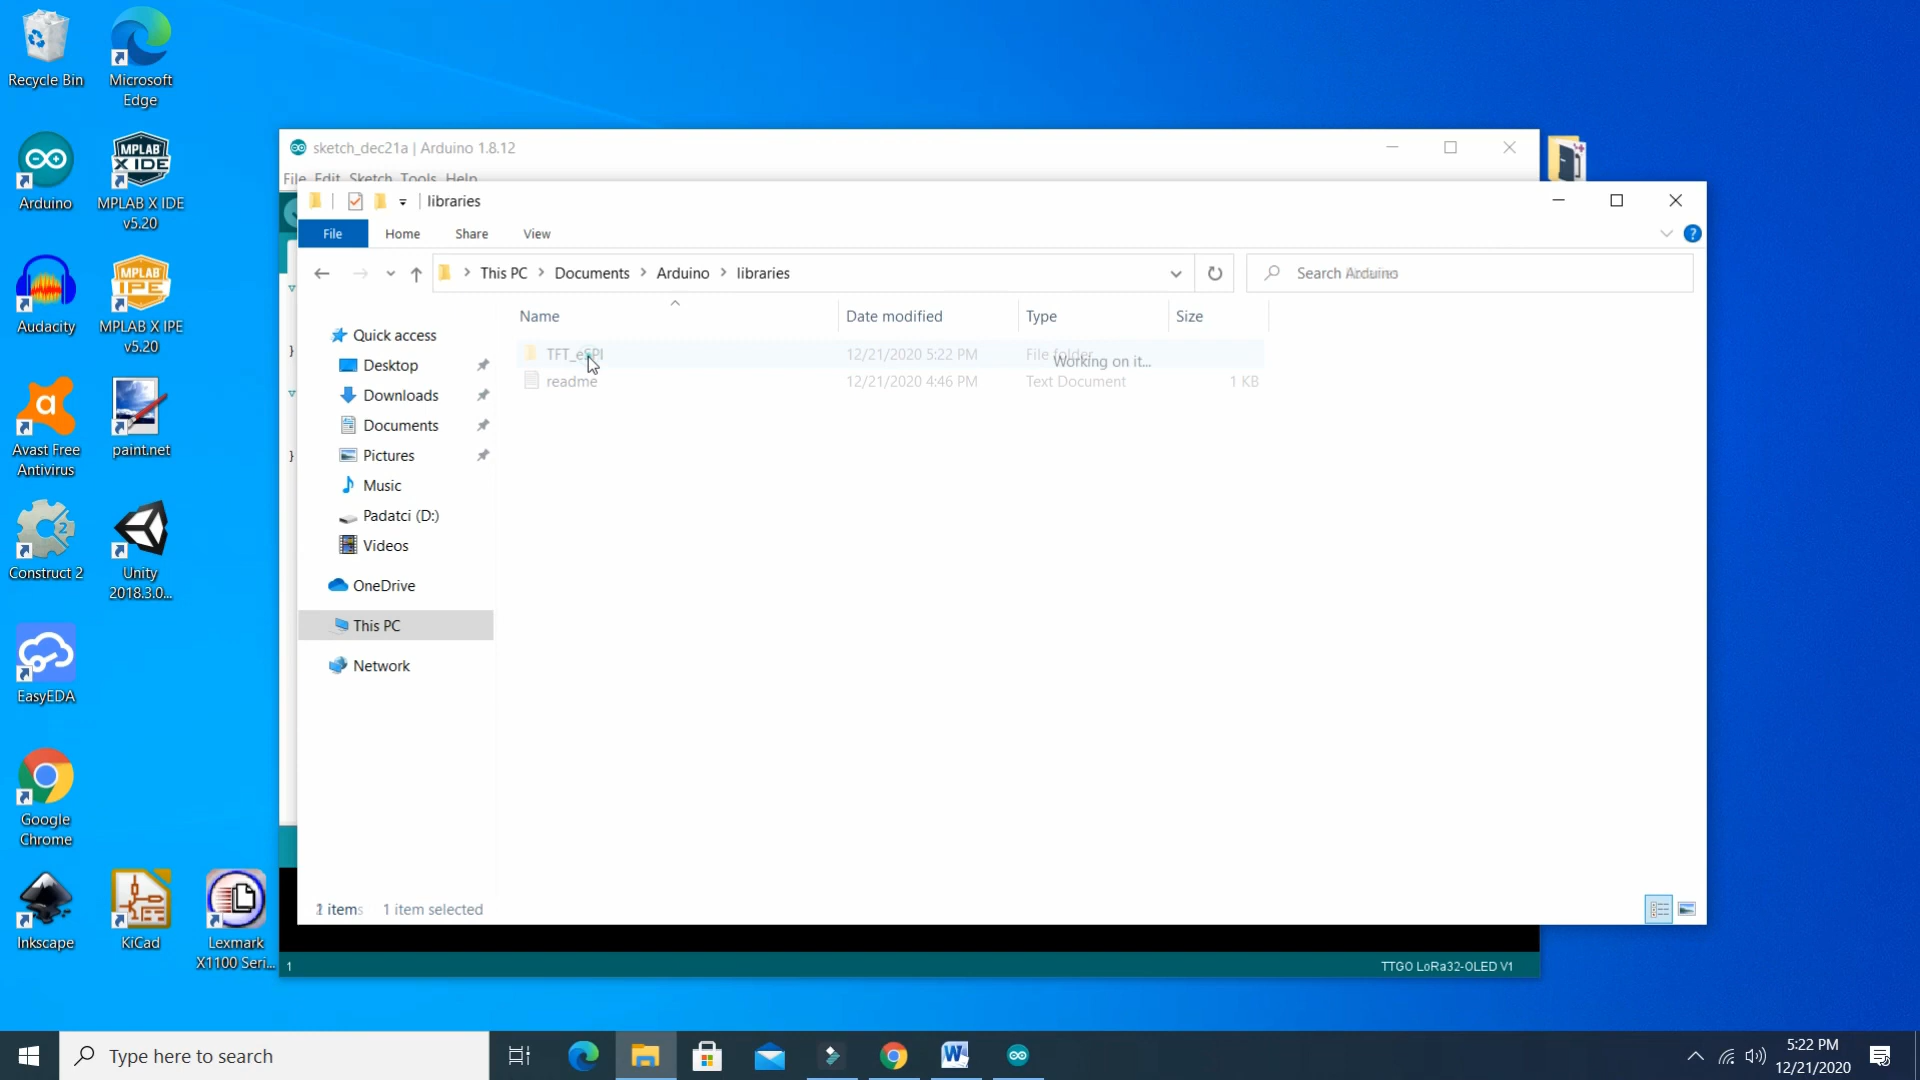 Recycle Bin
Microsoft
Edge
Arduino
MPLAB X IDE
v5.20
Audacity
MPLAB X IPE
v5.20
Avast Free
Antivirus
paint.net
Construct 2
Unity
2018.3.0...
EasyEDA
Google
Chrome
Inkscape
KiCad
Lexmark
X1100 Seri...
sketch_dec21a | Arduino 1.8.12
File Edit Sketch Tools Help
libraries
File Home Share View
This PC > Documents > Arduino > libraries
Search Arduino
Name Date modified Type Size
TFT_eSPI 12/21/2020 5:22 PM File folder
Working on it...
readme 12/21/2020 4:46 PM Text Document 1 KB
Quick access
Desktop
Downloads
Documents
Pictures
Music
Padatci (D:)
Videos
OneDrive
This PC
Network
items 1 item selected
1 TTGO LoRa32-OLED V1
Type here to search
5:22 PM
12/21/2020